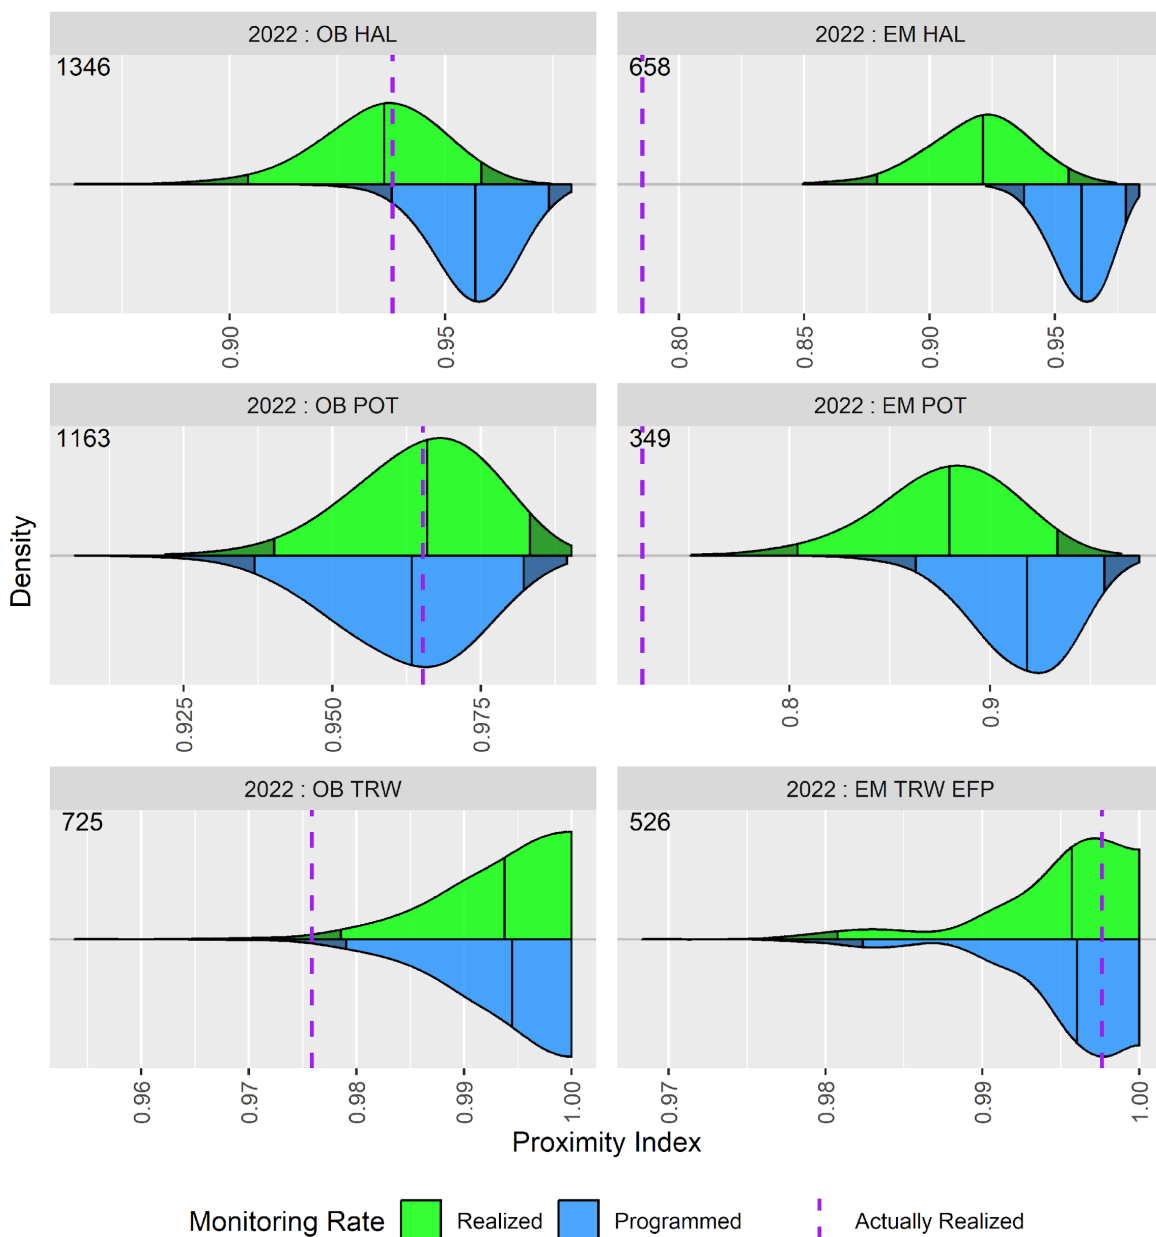 2022 : OB HAL
2022 : EM HAL
1346
658
0.90
0.95
0.80
0.85
0.90
0.95
2022 : OB POT
2022 : EM POT
1163
349
Density
0.925
0.950
0.975
0.8
0.9
2022 : OB TRW
2022 : EM TRW EFP
725
526
0.96
0.97
0.98
0.99
1.00
0.97
0.98
0.99
1.00
Proximity Index
Monitoring Rate Realized Programmed Actually Realized